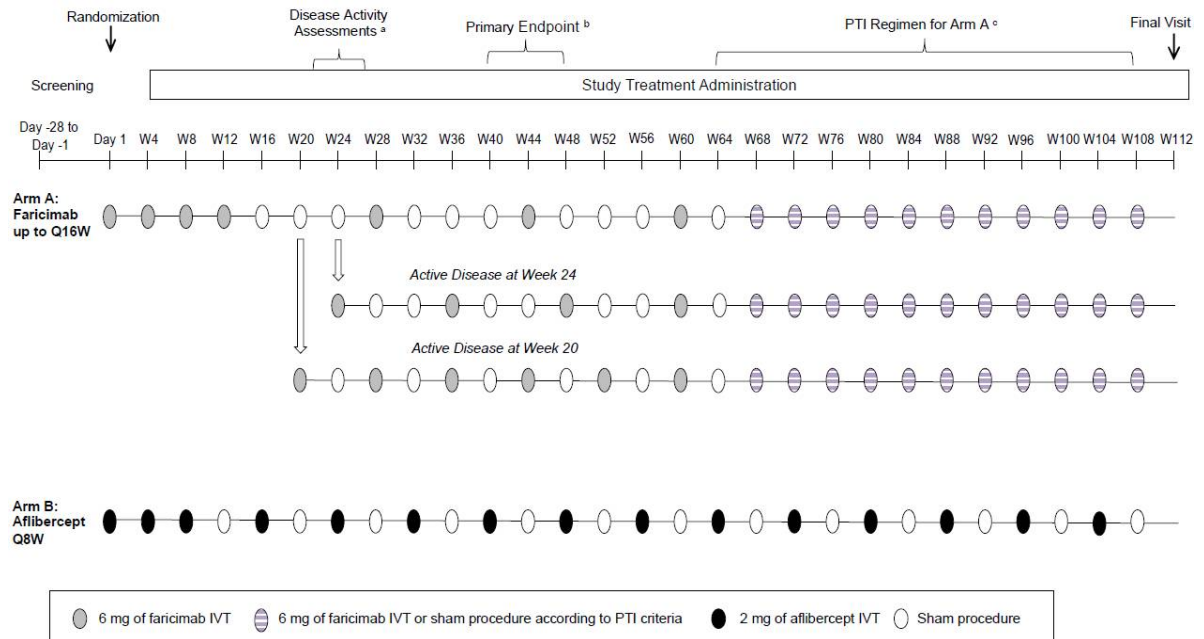 Randomization
Disease Activity
Assessments a
Primary Endpoint b
PTI Regimen for Arm A c
Final Visit
Screening
Study Treatment Administration
Day -28 to
Day -1
Day 1 W4 W8 W12 W16 W20 W24 W28 W32 W36 W40 W44 W48 W52 W56 W60 W64 W68 W72 W76 W80 W84 W88 W92 W96 W100 W104 W108 W112
Arm A:
Faricimab
up to Q16W
Active Disease at Week 24
Active Disease at Week 20
Arm B:
Aflibercept
Q8W
6 mg of faricimab IVT 6 mg of faricimab IVT or sham procedure according to PTI criteria 2 mg of aflibercept IVT Sham procedure